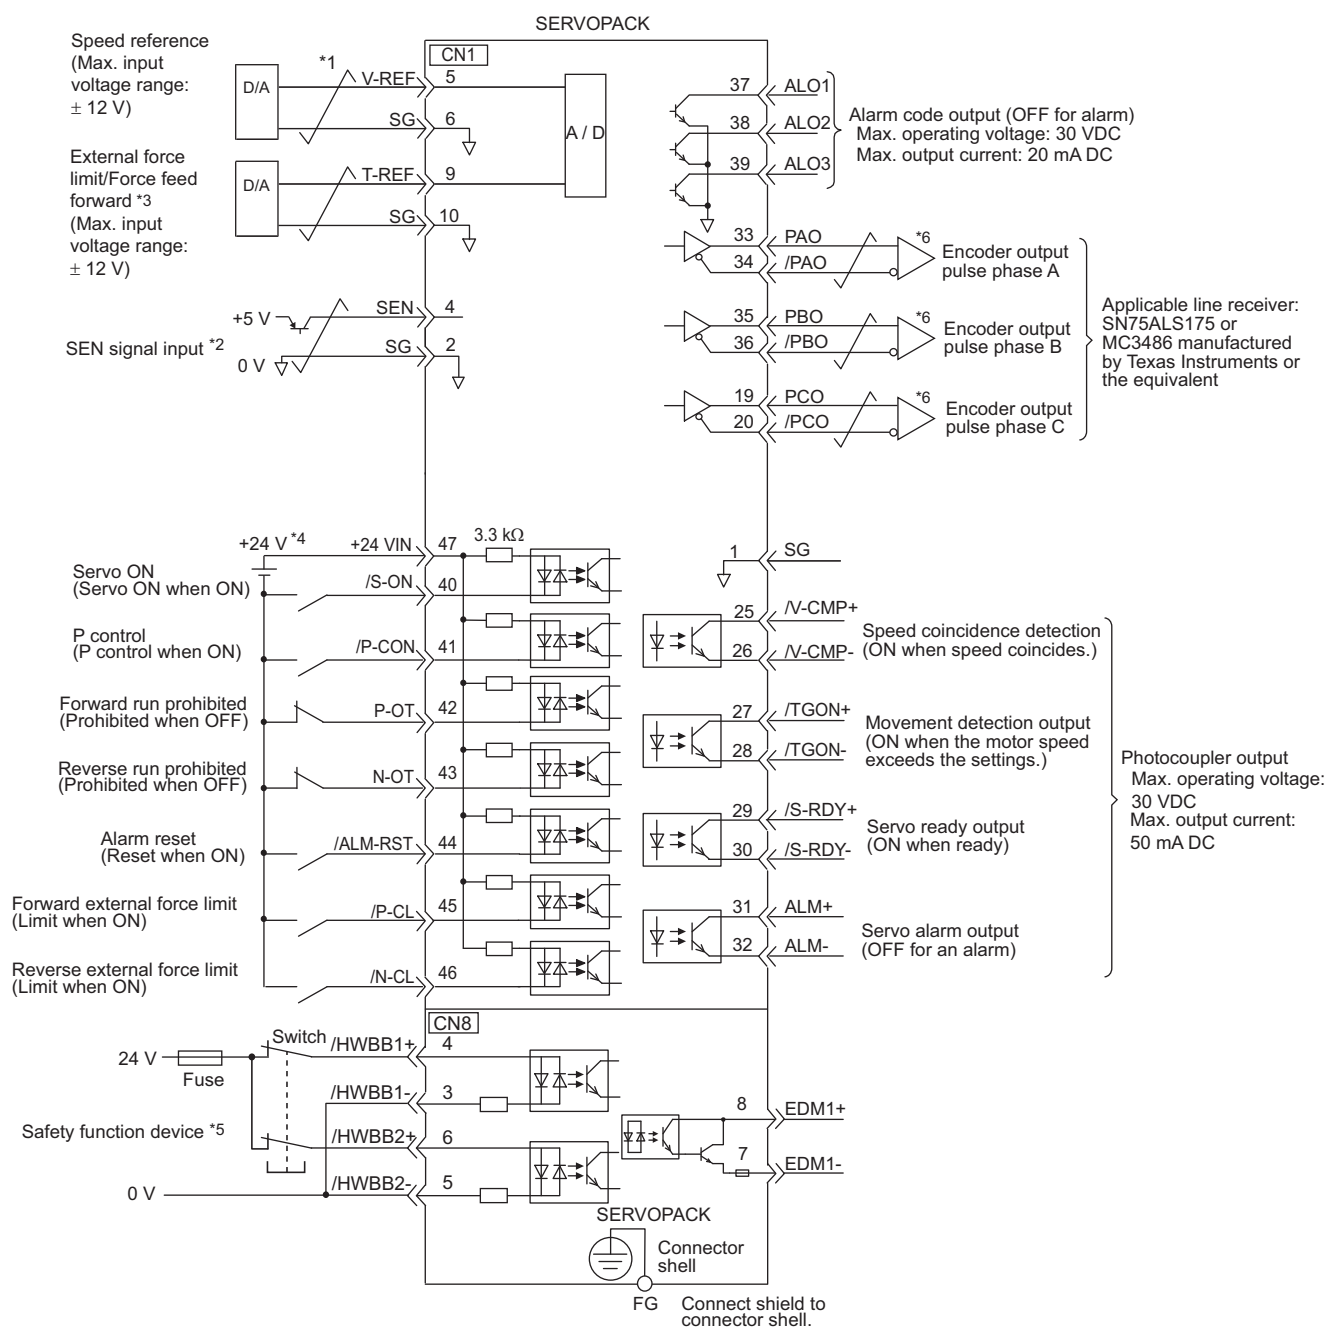 SERVOPACK
CN1
Speed reference
(Max. input
voltage range:
± 12 V)
*1
D/A
V-REF
5
SG
6
External force
limit/Force feed
forward *3
(Max. input
voltage range:
± 12 V)
D/A
T-REF
9
SG
10
A / D
+5 V
SEN
4
SEN signal input *2
0 V
SG
2
37
ALO1
38
ALO2
39
ALO3
Alarm code output (OFF for alarm)
Max. operating voltage: 30 VDC
Max. output current: 20 mA DC
33
PAO
34
/PAO
*6
Encoder output
pulse phase A
35
PBO
36
/PBO
*6
Encoder output
pulse phase B
19
PCO
20
/PCO
*6
Encoder output
pulse phase C
Applicable line receiver:
SN75ALS175 or
MC3486 manufactured
by Texas Instruments or
the equivalent
+24 V *4
+24 VIN
47
3.3 kΩ
Servo ON
(Servo ON when ON)
/S-ON
40
P control
(P control when ON)
/P-CON
41
Forward run prohibited
(Prohibited when OFF)
P-OT
42
Reverse run prohibited
(Prohibited when OFF)
N-OT
43
Alarm reset
(Reset when ON)
/ALM-RST
44
Forward external force limit
(Limit when ON)
/P-CL
45
Reverse external force limit
(Limit when ON)
/N-CL
46
1
SG
25
/V-CMP+
26
/V-CMP-
Speed coincidence detection
(ON when speed coincides.)
27
/TGON+
28
/TGON-
Movement detection output
(ON when the motor speed
exceeds the settings.)
29
/S-RDY+
30
/S-RDY-
Servo ready output
(ON when ready)
31
ALM+
32
ALM-
Servo alarm output
(OFF for an alarm)
Photocoupler output
Max. operating voltage:
30 VDC
Max. output current:
50 mA DC
CN8
24 V
Fuse
Switch
/HWBB1+
4
/HWBB1-
3
Safety function device *5
/HWBB2+
6
0 V
/HWBB2-
5
8
EDM1+
7
EDM1-
SERVOPACK
Connector
shell
FG
Connect shield to
connector shell.